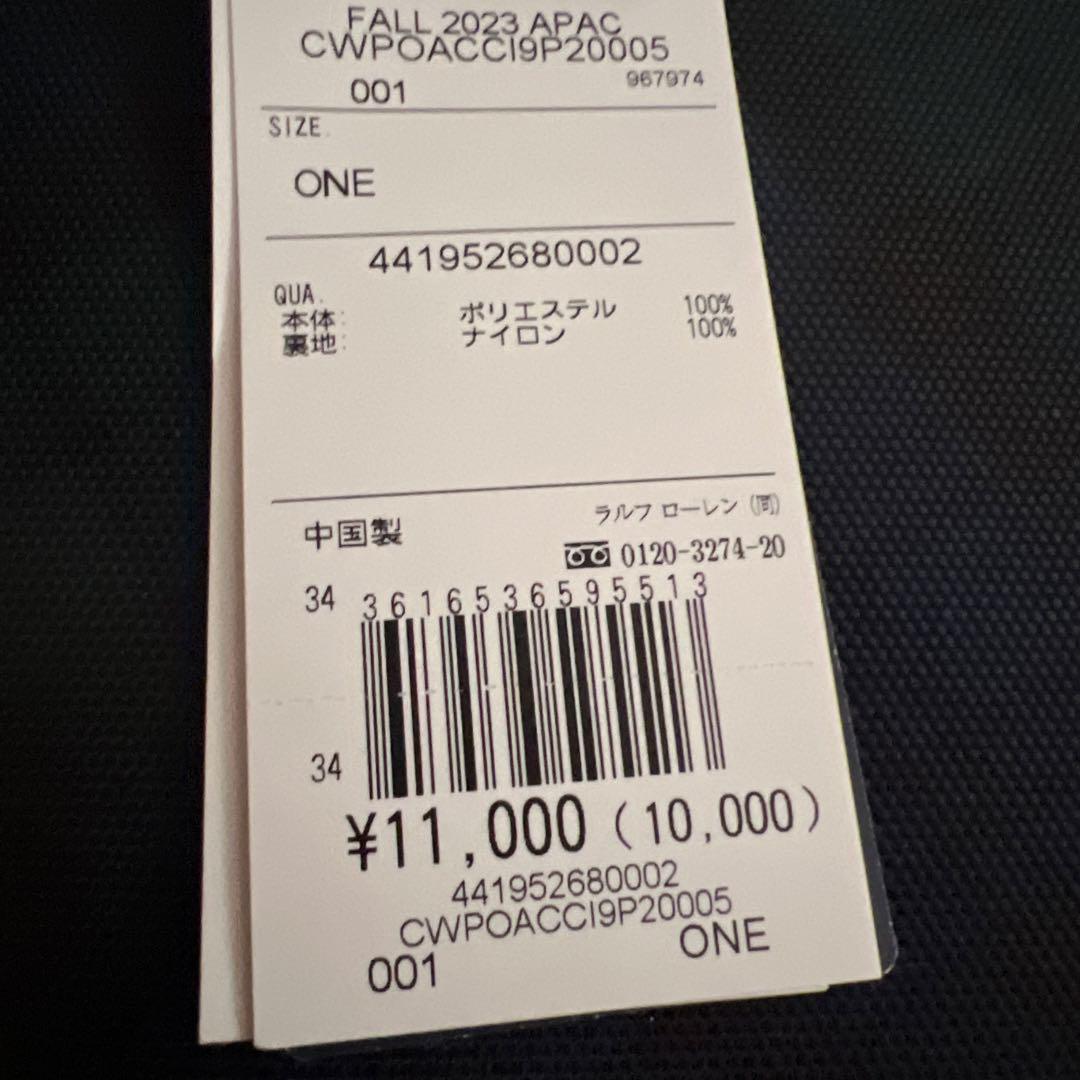 FALL 2023 APAC
CWPOACCI9P20005
001 967974
SIZE.
ONE
441952680002
QUA.
本体: ポリエステル 100%
裏地: ナイロン 100%
中国製 ラルフ ローレン (同)
0120-3274-20
34 3616536595513
34
¥11,000 (10,000)
441952680002
CWPOACCI9P20005
001 ONE